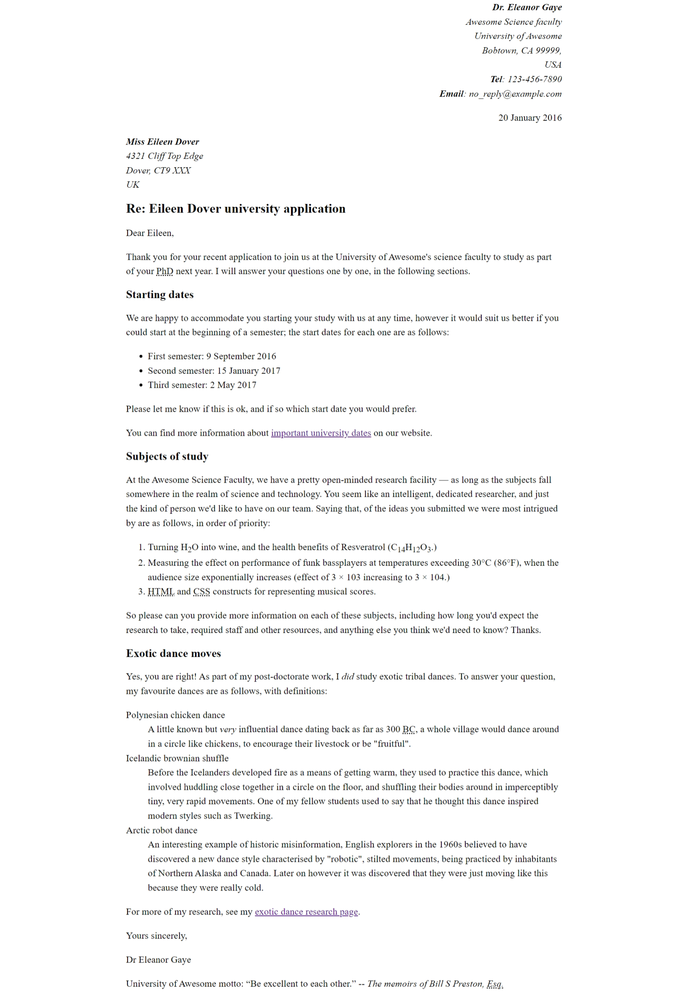 Dr. Eleanor Gaye
Awesome Science faculty
University of Awesome
Bobtown, CA 99999,
USA
Tel: 123-456-7890
Email: no_reply@example.com
20 January 2016
Miss Eileen Dover
4321 Cliff Top Edge
Dover, CT9 XXX
UK
Re: Eileen Dover university application
Dear Eileen,
Thank you for your recent application to join us at the University of Awesome's science faculty to study as part
of your PhD next year. I will answer your questions one by one, in the following sections.
Starting dates
We are happy to accommodate you starting your study with us at any time, however it would suit us better if you
could start at the beginning of a semester; the start dates for each one are as follows:
• First semester: 9 September 2016
• Second semester: 15 January 2017
• Third semester: 2 May 2017
Please let me know if this is ok, and if so which start date you would prefer.
You can find more information about important university dates on our website.
Subjects of study
At the Awesome Science Faculty, we have a pretty open-minded research facility — as long as the subjects fall
somewhere in the realm of science and technology. You seem like an intelligent, dedicated researcher, and just
the kind of person we'd like to have on our team. Saying that, of the ideas you submitted we were most intrigued
by are as follows, in order of priority:
1. Turning H₂O into wine, and the health benefits of Resveratrol (C₁₄H₁₂O₃.)
2. Measuring the effect on performance of funk bassplayers at temperatures exceeding 30°C (86°F), when the
audience size exponentially increases (effect of 3 × 103 increasing to 3 × 104.)
3. HTML and CSS constructs for representing musical scores.
So please can you provide more information on each of these subjects, including how long you'd expect the
research to take, required staff and other resources, and anything else you think we'd need to know? Thanks.
Exotic dance moves
Yes, you are right! As part of my post-doctorate work, I did study exotic tribal dances. To answer your question,
my favourite dances are as follows, with definitions:
Polynesian chicken dance
A little known but very influential dance dating back as far as 300 BC, a whole village would dance around
in a circle like chickens, to encourage their livestock or be "fruitful".
Icelandic brownian shuffle
Before the Icelanders developed fire as a means of getting warm, they used to practice this dance, which
involved huddling close together in a circle on the floor, and shuffling their bodies around in imperceptibly
tiny, very rapid movements. One of my fellow students used to say that he thought this dance inspired
modern styles such as Twerking.
Arctic robot dance
An interesting example of historic misinformation, English explorers in the 1960s believed to have
discovered a new dance style characterised by "robotic", stilted movements, being practiced by inhabitants
of Northern Alaska and Canada. Later on however it was discovered that they were just moving like this
because they were really cold.
For more of my research, see my exotic dance research page.
Yours sincerely,
Dr Eleanor Gaye
University of Awesome motto: “Be excellent to each other.” -- The memoirs of Bill S Preston, Esq.